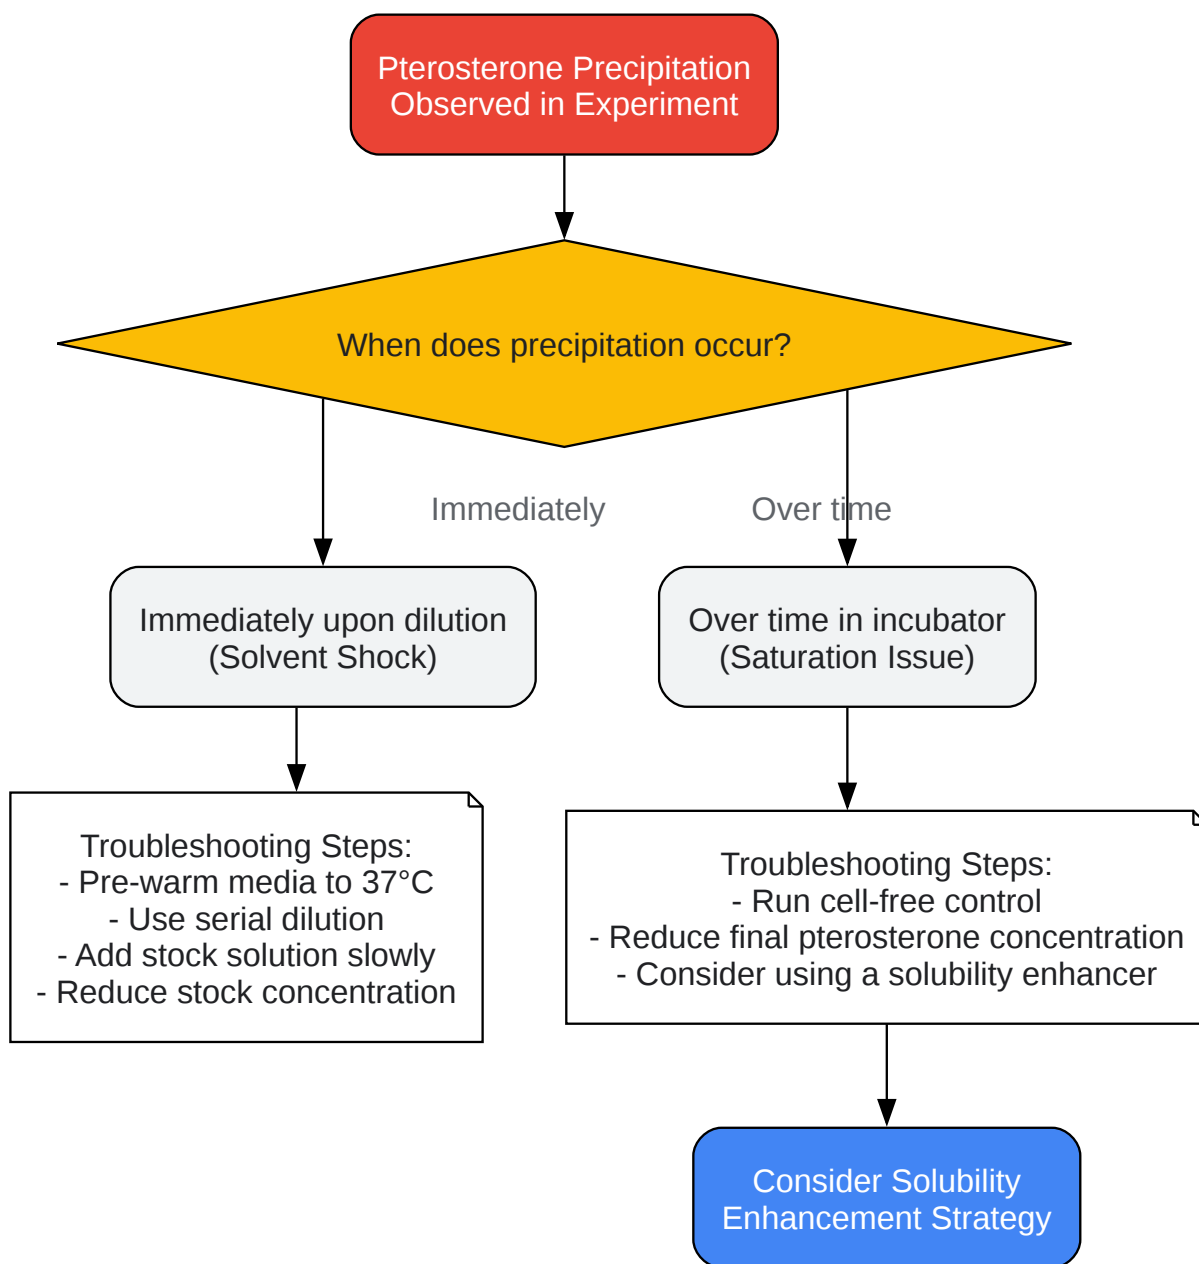 Pterosterone Precipitation
Observed in Experiment
When does precipitation occur?
Immediately
Over time
Immediately upon dilution
(Solvent Shock)
Over time in incubator
(Saturation Issue)
Troubleshooting Steps:
- Pre-warm media to 37°C
- Use serial dilution
- Add stock solution slowly
- Reduce stock concentration
Troubleshooting Steps:
- Run cell-free control
- Reduce final pterosterone concentration
- Consider using a solubility enhancer
Consider Solubility
Enhancement Strategy